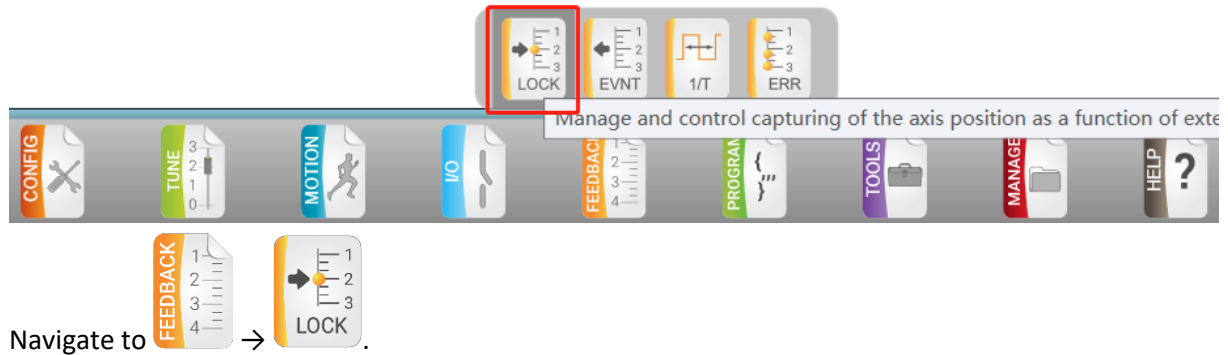 1
2
3
LOCK
1
2
3
EVNT
1/T
1
2
3
ERR
Manage and control capturing of the axis position as a function of exte
CONFIG
TUNE
3
2
1
0
MOTION
I/O
FEEDBACK
2
3
4
PROGRAM
{
}'''
TOOLS
MANAGE
HELP
?
FEEDBACK
1
2
3
4
1
2
3
LOCK
Navigate to → .